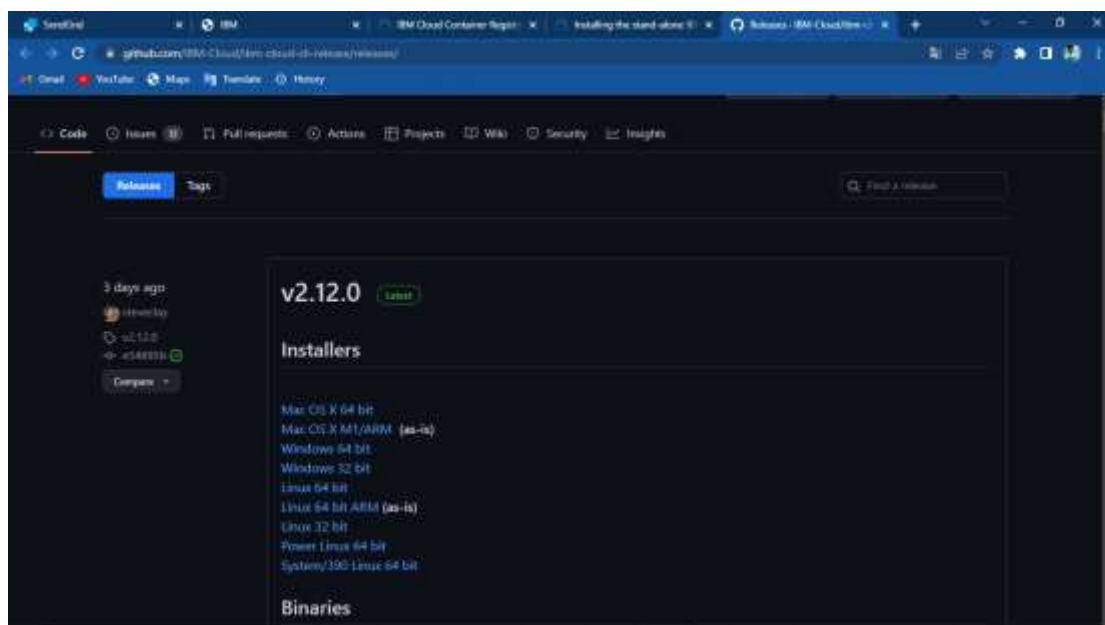 SendGrid
IBM
IBM Cloud Container Regist
Installing the stand-alone I
Releases · IBM-Cloud/ibm-c
github.com/IBM-Cloud/ibm-cloud-cli-release/releases/
Gmail
YouTube
Maps
Translate
History
Code
Issues
Pull requests
Actions
Projects
Wiki
Security
Insights
Releases
Tags
Find a release
3 days ago
v2.12.0
Compare
v2.12.0
Latest
Installers
Mac OS X 64 bit
Mac OS X M1/ARM (as-is)
Windows 64 bit
Windows 32 bit
Linux 64 bit
Linux 64 bit ARM (as-is)
Linux 32 bit
Power Linux 64 bit
System/390 Linux 64 bit
Binaries